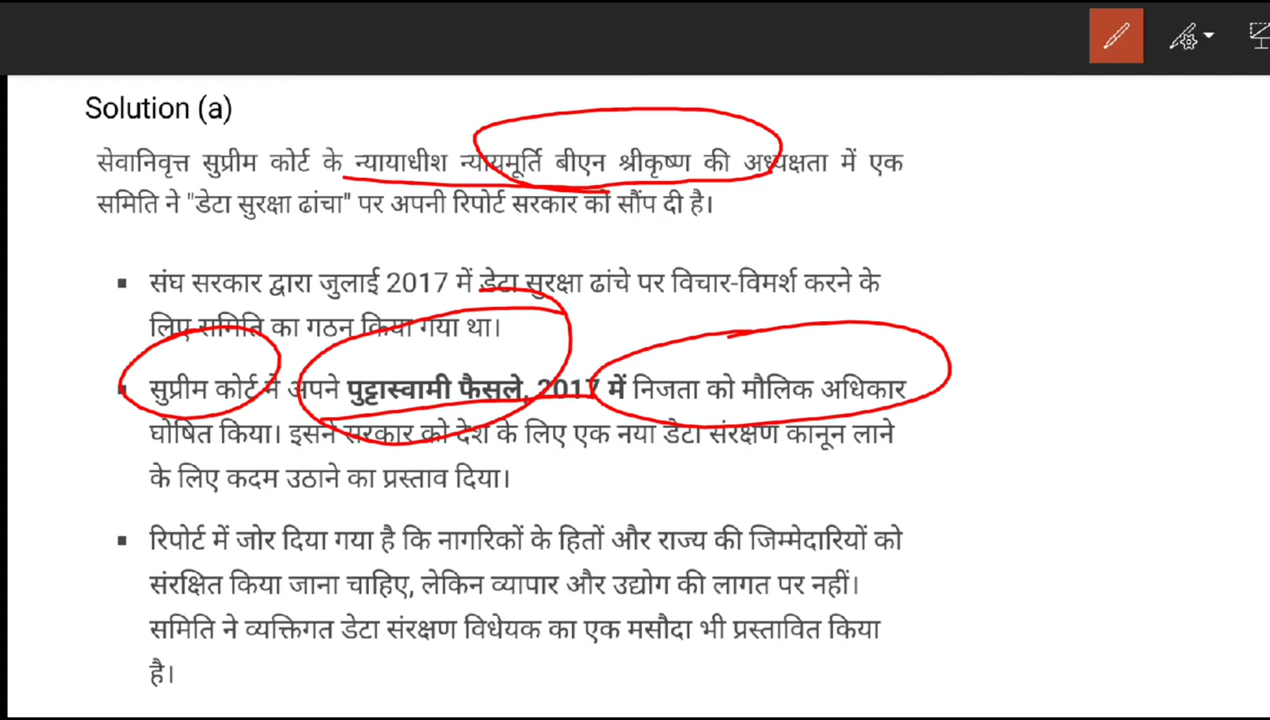 Solution (a)
सेवानिवृत्त सुप्रीम कोर्ट के न्यायाधीश न्यायमूर्ति बीएन श्रीकृष्ण की अध्यक्षता में एक
समिति ने "डेटा सुरक्षा ढांचा" पर अपनी रिपोर्ट सरकार को सौंप दी है।
▪ संघ सरकार द्वारा जुलाई 2017 में डेटा सुरक्षा ढांचे पर विचार-विमर्श करने के
लिए समिति का गठन किया गया था।
▪ सुप्रीम कोर्ट ने अपने पुट्टास्वामी फैसले, 2017 में निजता को मौलिक अधिकार
घोषित किया। इसने सरकार को देश के लिए एक नया डेटा संरक्षण कानून लाने
के लिए कदम उठाने का प्रस्ताव दिया।
▪ रिपोर्ट में जोर दिया गया है कि नागरिकों के हितों और राज्य की जिम्मेदारियों को
संरक्षित किया जाना चाहिए, लेकिन व्यापार और उद्योग की लागत पर नहीं।
समिति ने व्यक्तिगत डेटा संरक्षण विधेयक का एक मसौदा भी प्रस्तावित किया
है।